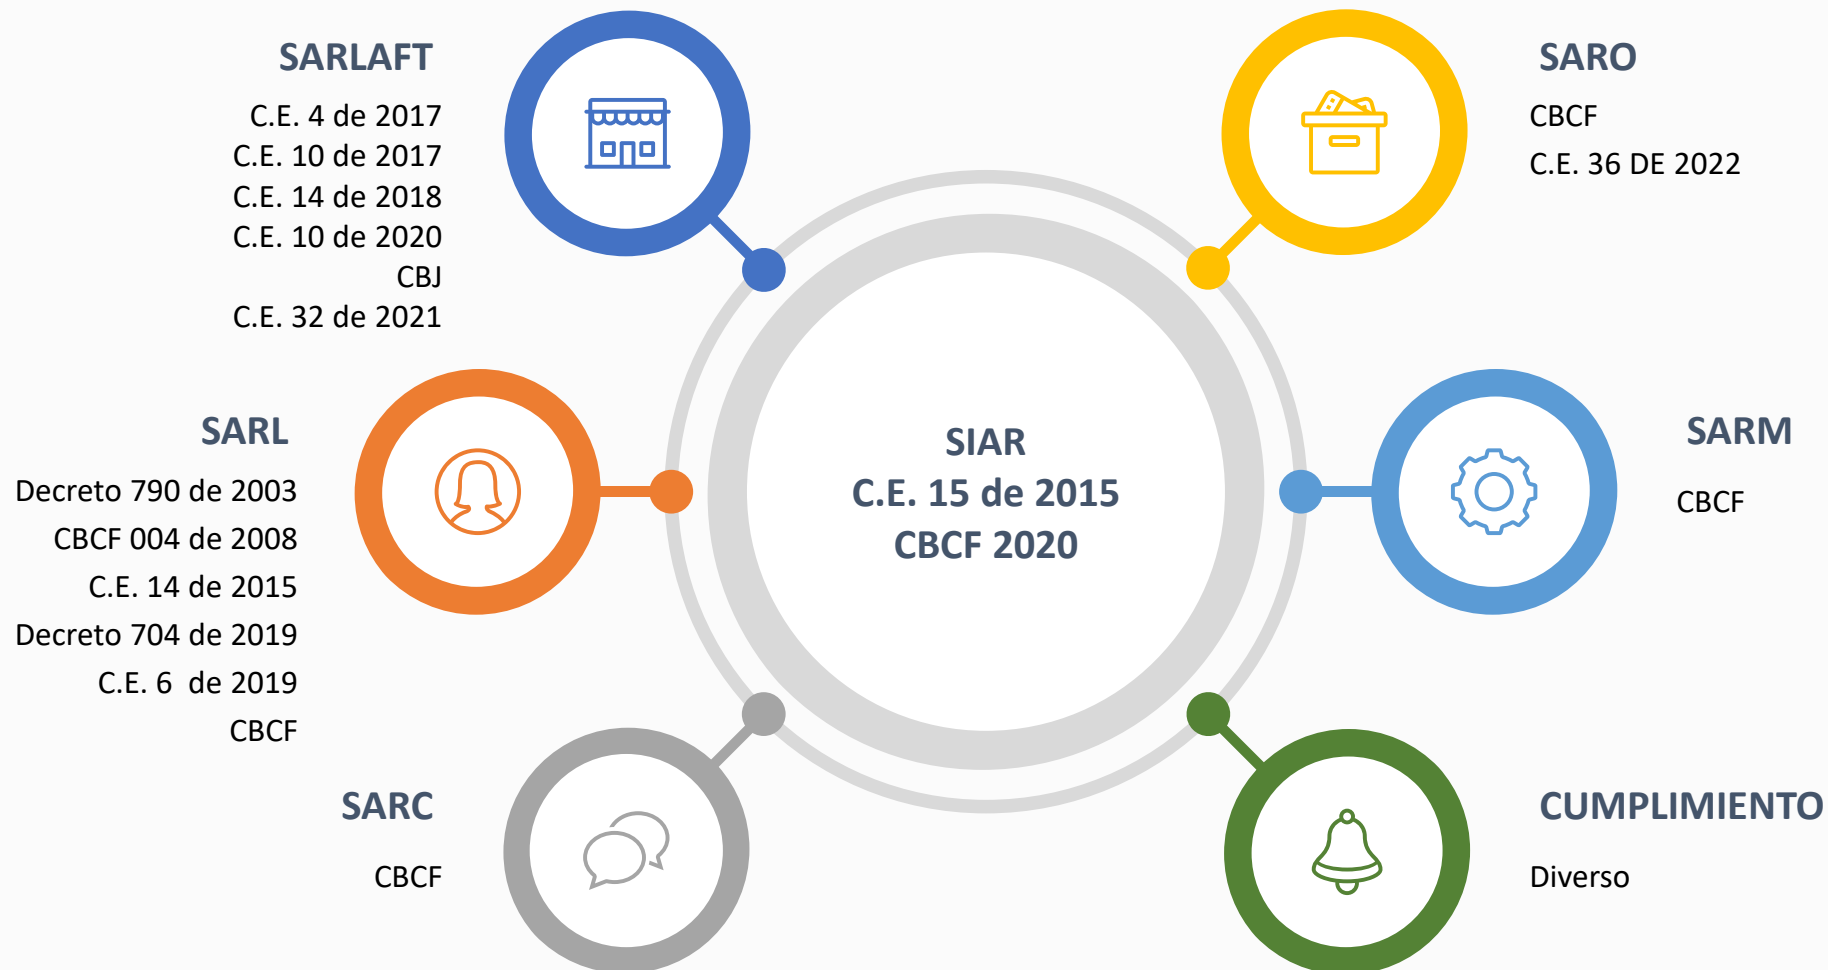 SARLAFT
C.E. 4 de 2017
C.E. 10 de 2017
C.E. 14 de 2018
C.E. 10 de 2020
CBJ
C.E. 32 de 2021
SARO
CBCF
C.E. 36 DE 2022
SARL
Decreto 790 de 2003
CBCF 004 de 2008
C.E. 14 de 2015
Decreto 704 de 2019
C.E. 6  de 2019
CBCF
SIAR
C.E. 15 de 2015
CBCF 2020
SARM
CBCF
SARC
CBCF
CUMPLIMIENTO
Diverso